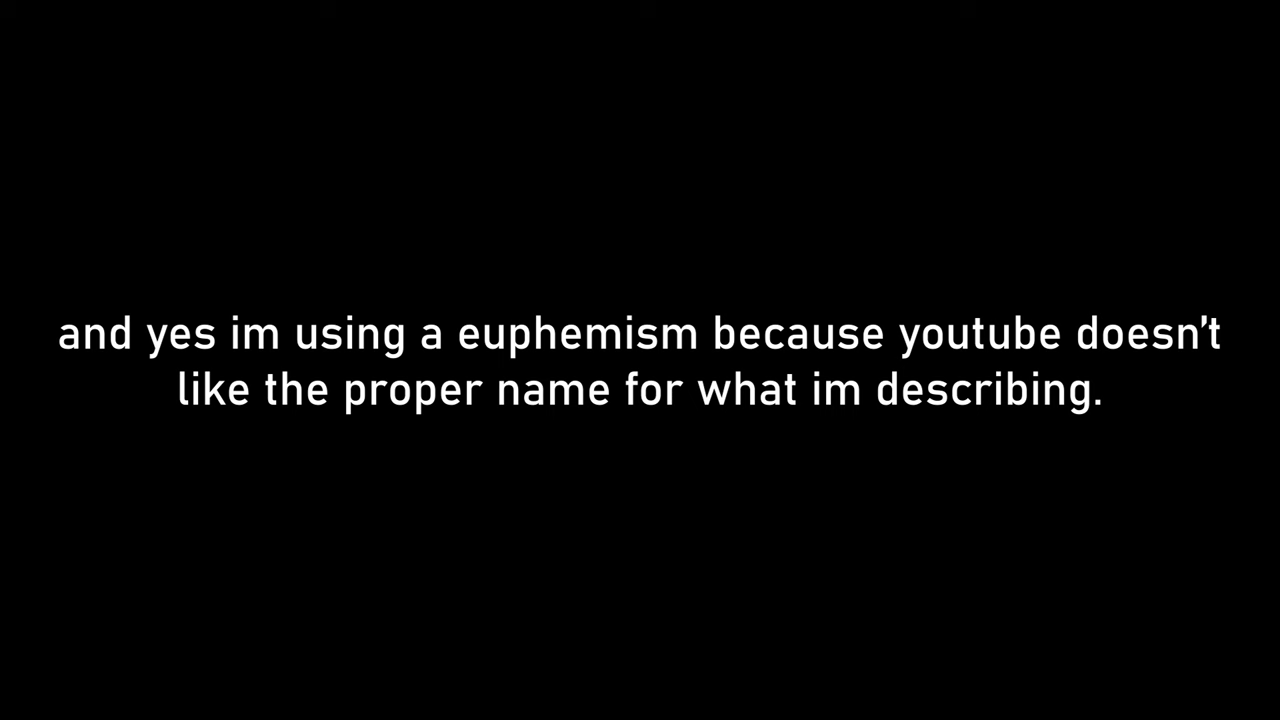 and yes im using a euphemism because youtube doesn't
like the proper name for what im describing.